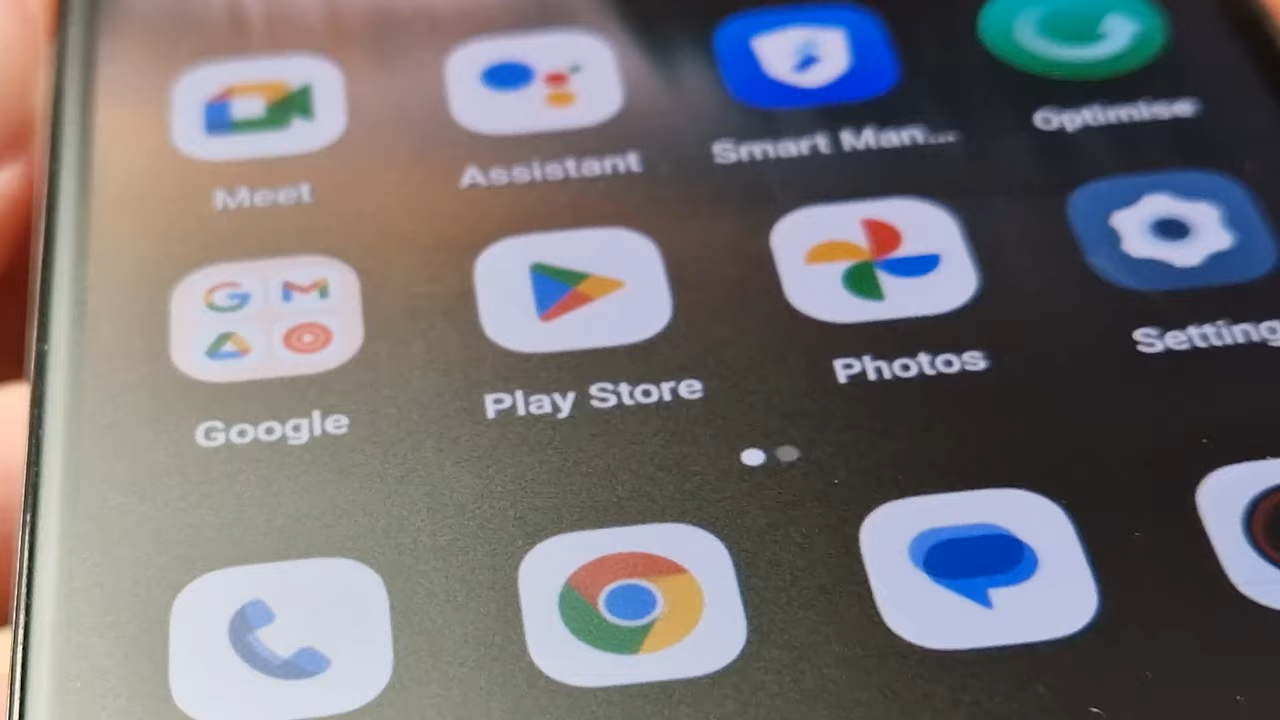 Meet
Assistant
Smart Man...
Optimise
Google
Play Store
Photos
Setting